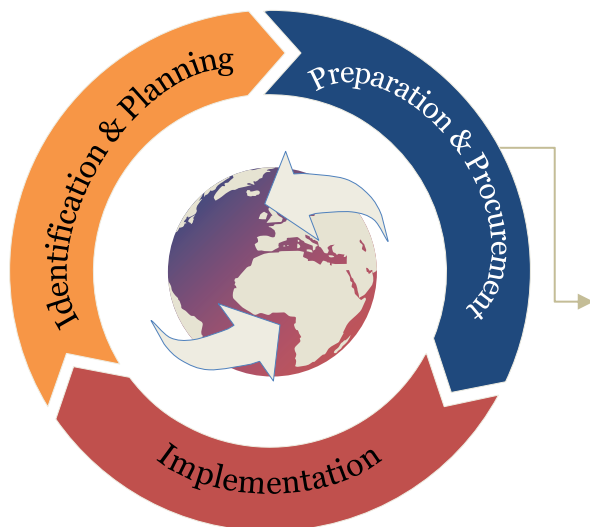 Identification & Planning
Preparation & Procurement
Implementation